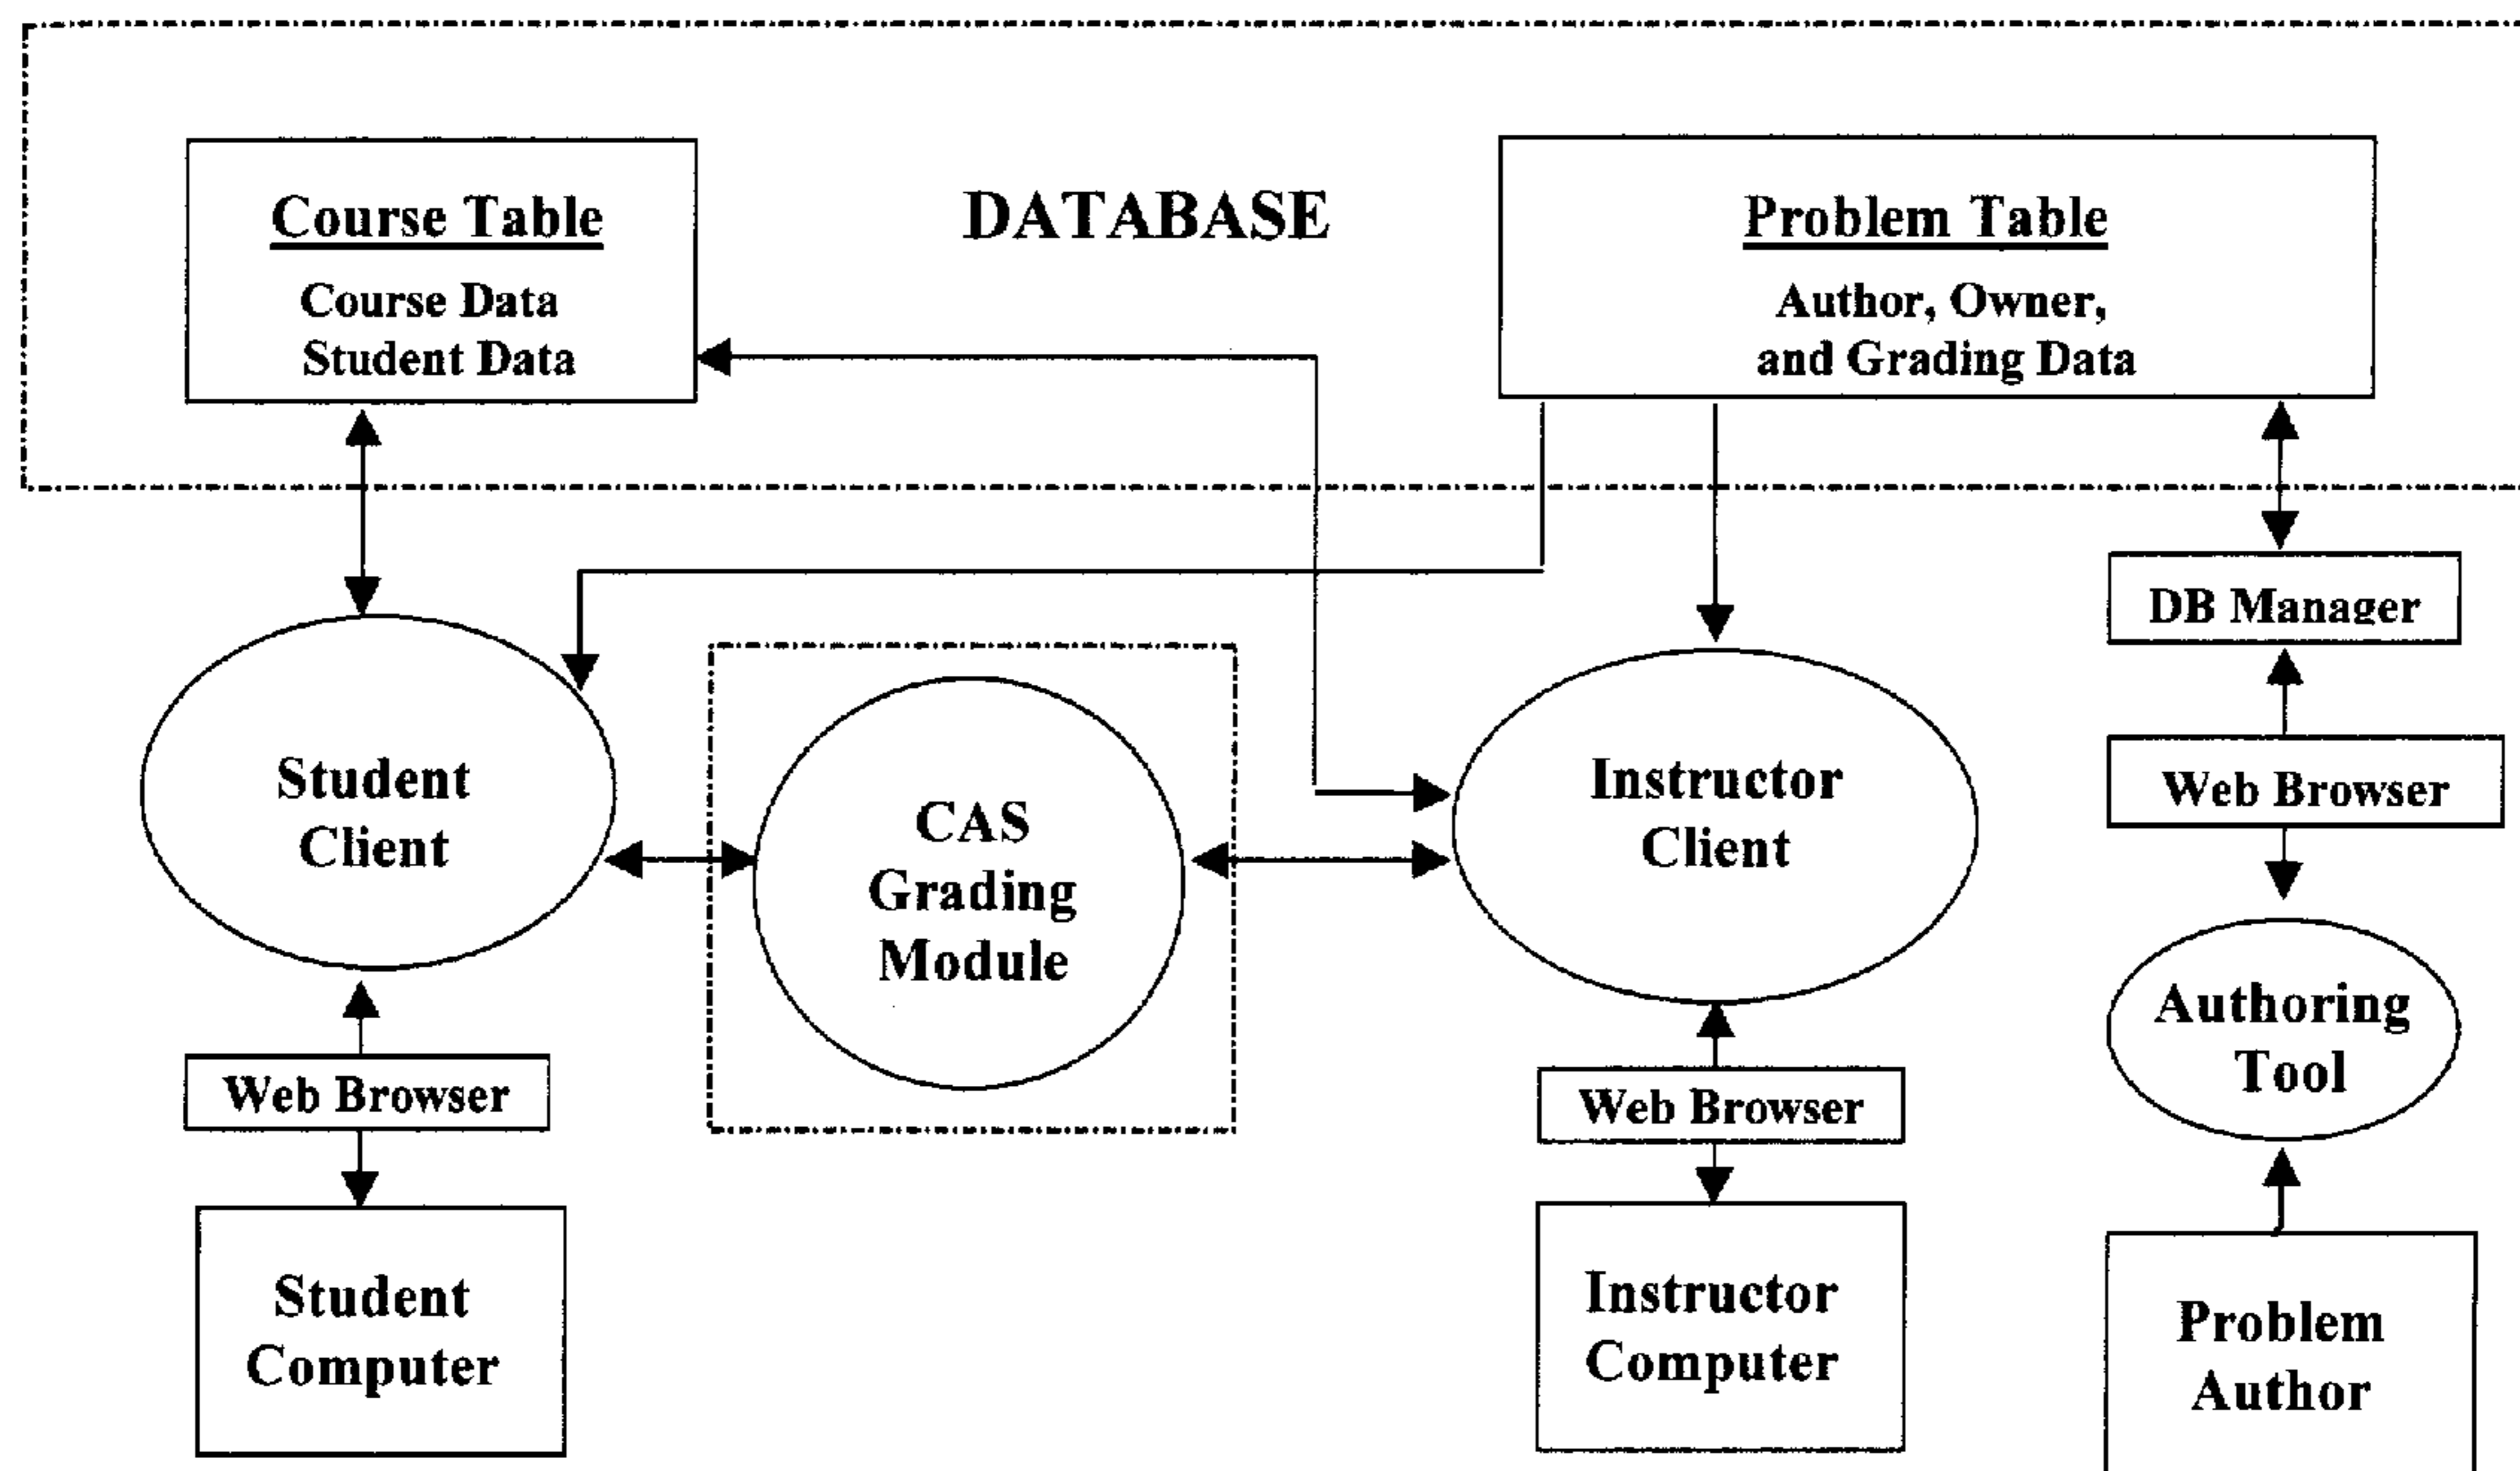 DATABASE
Course Table
Course Data
Student Data
Problem Table
Author, Owner,
and Grading Data
DB Manager
Web Browser
Student
Client
CAS
Grading
Module
Instructor
Client
Authoring
Tool
Web Browser
Web Browser
Student
Computer
Instructor
Computer
Problem
Author